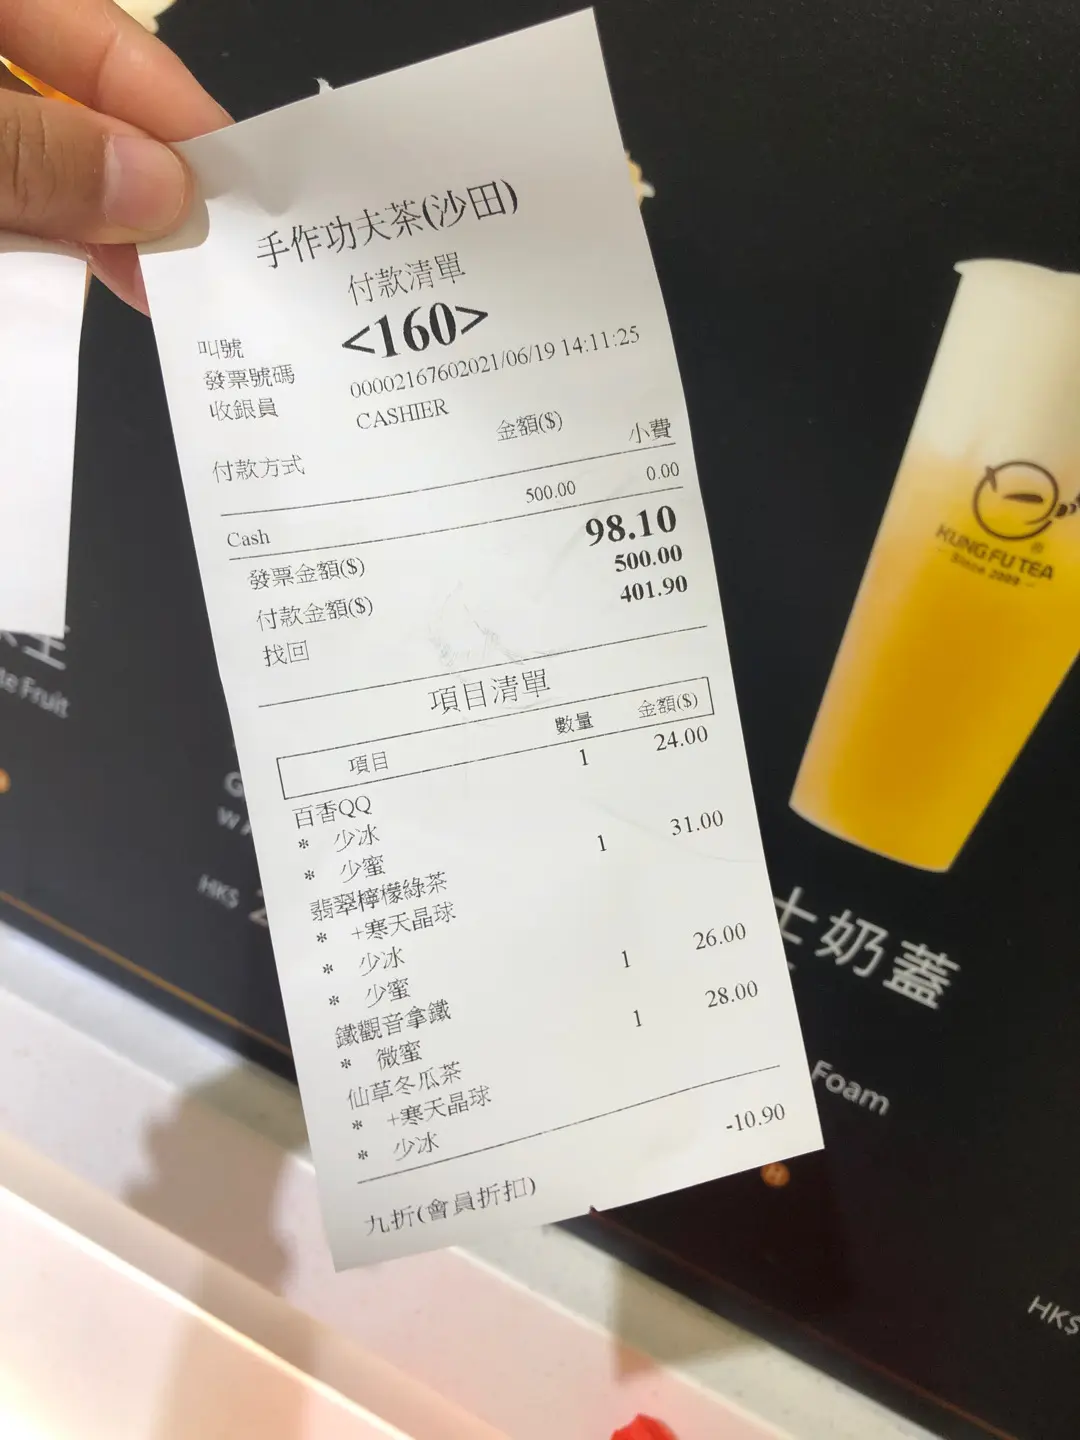 手作功夫茶(沙田)
付款清單
叫號 <160>
發票號碼 00002167602021/06/19 14:11:25
收銀員 CASHIER
付款方式 金額($) 小費
Cash 500.00 0.00
發票金額($) 98.10
付款金額($) 500.00
找回 401.90
項目清單
項目 數量 金額($)
百香QQ 1 24.00
* 少冰
* 少蜜
翡翠檸檬綠茶 1 31.00
* +寒天晶球
* 少冰
* 少蜜
鐵觀音拿鐵 1 26.00
* 微蜜
仙草冬瓜茶 1 28.00
* +寒天晶球
* 少冰
九折(會員折扣) -10.90
KUNG FU TEA
Since 2009
士奶蓋
Foam
HK$
Fruit
HK$